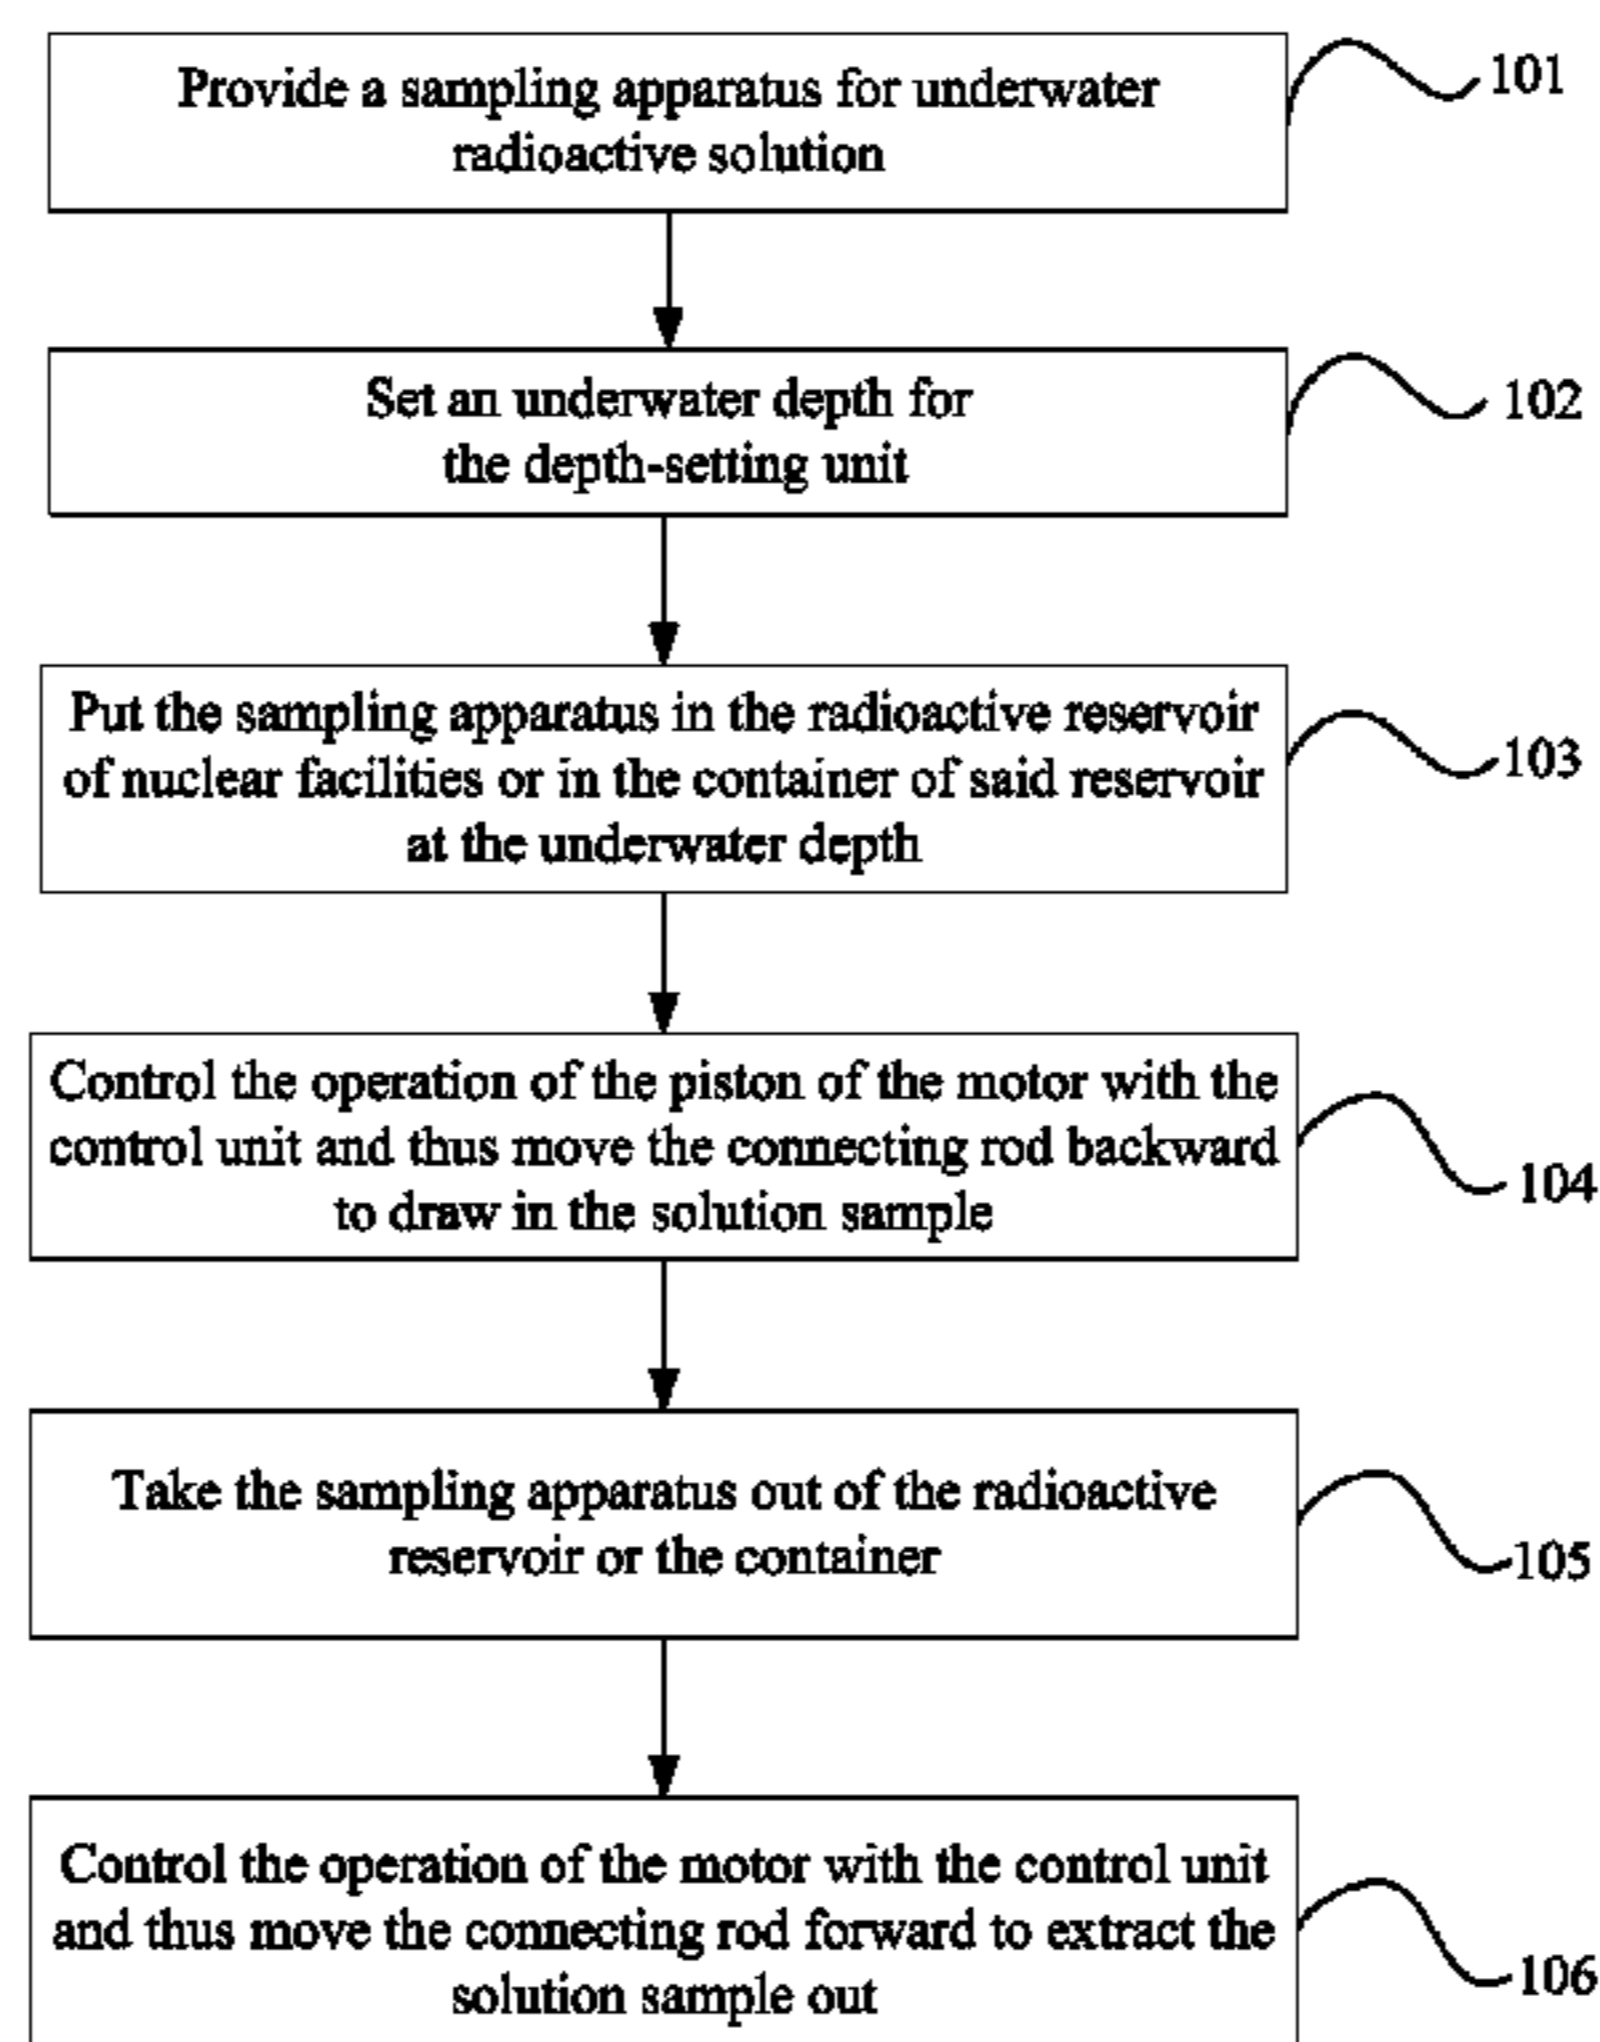 Provide a sampling apparatus for underwater
radioactive solution
101
Set an underwater depth for
the depth-setting unit
102
Put the sampling apparatus in the radioactive reservoir
of nuclear facilities or in the container of said reservoir
at the underwater depth
103
Control the operation of the piston of the motor with the
control unit and thus move the connecting rod backward
to draw in the solution sample
104
Take the sampling apparatus out of the radioactive
reservoir or the container
105
Control the operation of the motor with the control unit
and thus move the connecting rod forward to extract the
solution sample out
106